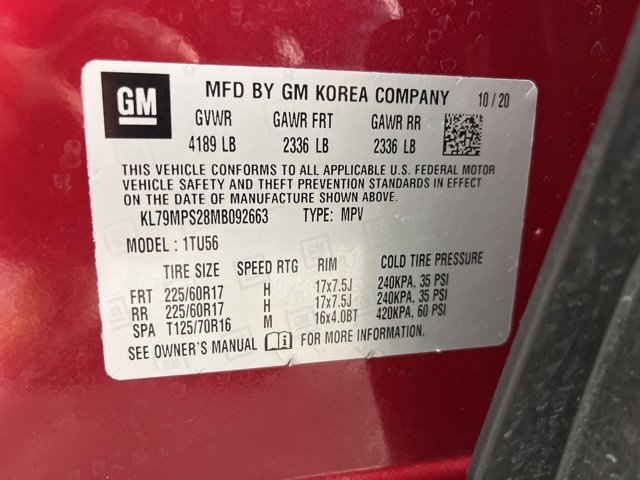 GM MFD BY GM KOREA COMPANY 10/20
GVWR GAWR FRT GAWR RR
4189 LB 2336 LB 2336 LB
THIS VEHICLE CONFORMS TO ALL APPLICABLE U.S. FEDERAL MOTOR
VEHICLE SAFETY AND THEFT PREVENTION STANDARDS IN EFFECT
ON THE DATE OF MANUFACTURE SHOWN ABOVE.
KL79MPS28MB092663 TYPE: MPV
MODEL : 1TU56
TIRE SIZE SPEED RTG RIM COLD TIRE PRESSURE
FRT 225/60R17 H 17x7.5J 240KPA, 35 PSI
RR 225/60R17 H 17x7.5J 240KPA, 35 PSI
SPA T125/70R16 M 16x4.0BT 420KPA, 60 PSI
SEE OWNER'S MANUAL i FOR MORE INFORMATION.